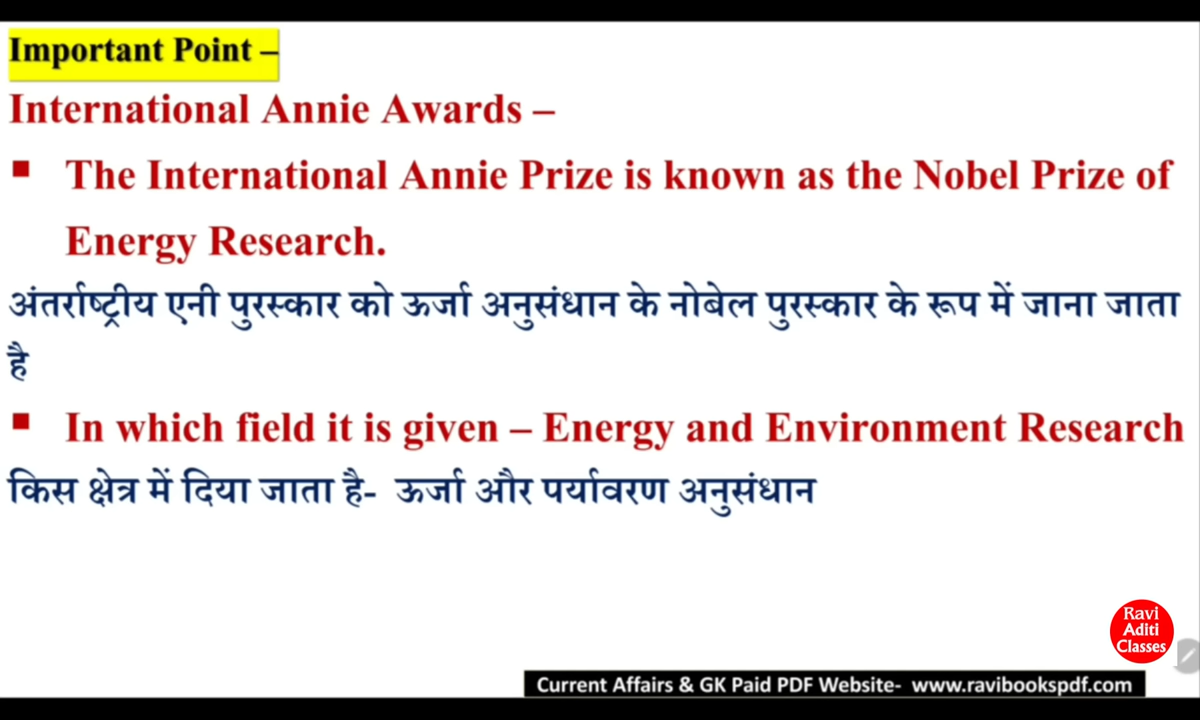 Important Point –
International Annie Awards –
▪ The International Annie Prize is known as the Nobel Prize of
Energy Research.
अंतर्राष्ट्रीय एनी पुरस्कार को ऊर्जा अनुसंधान के नोबेल पुरस्कार के रूप में जाना जाता
है
▪ In which field it is given – Energy and Environment Research
किस क्षेत्र में दिया जाता है- ऊर्जा और पर्यावरण अनुसंधान
Ravi
Aditi
Classes
Current Affairs & GK Paid PDF Website- www.ravibookspdf.com